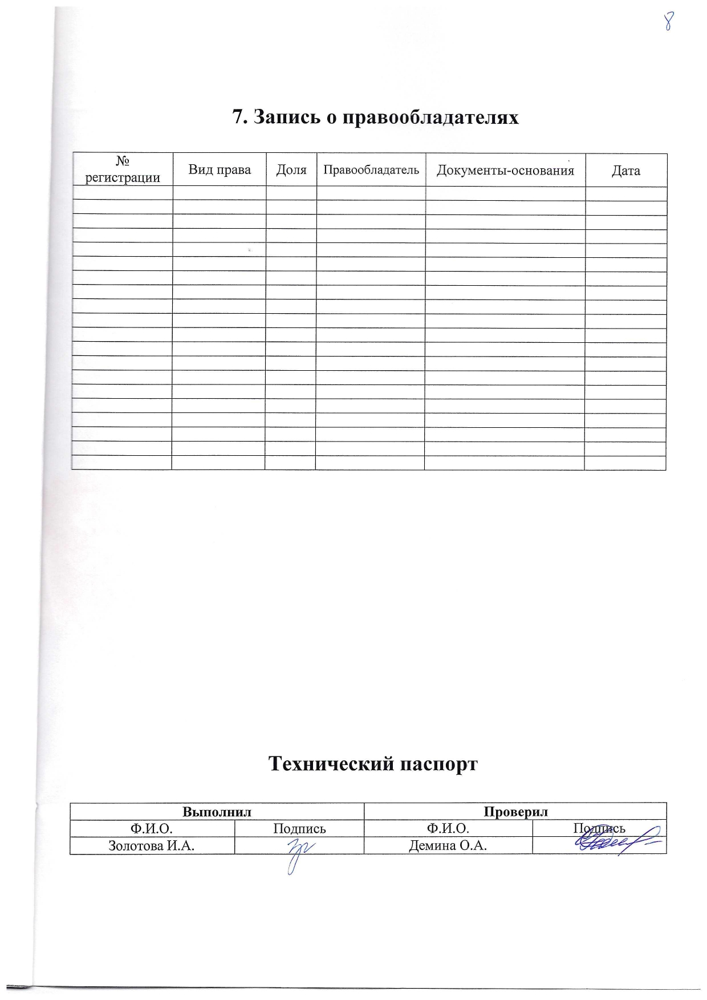 8
7. Запись о правообладателях
№ регистрации Вид права Доля Правообладатель Документы-основания Дата
Технический паспорт
Выполнил Проверил
Ф.И.О. Подпись Ф.И.О. Подпись
Золотова И.А. Демина О.А.